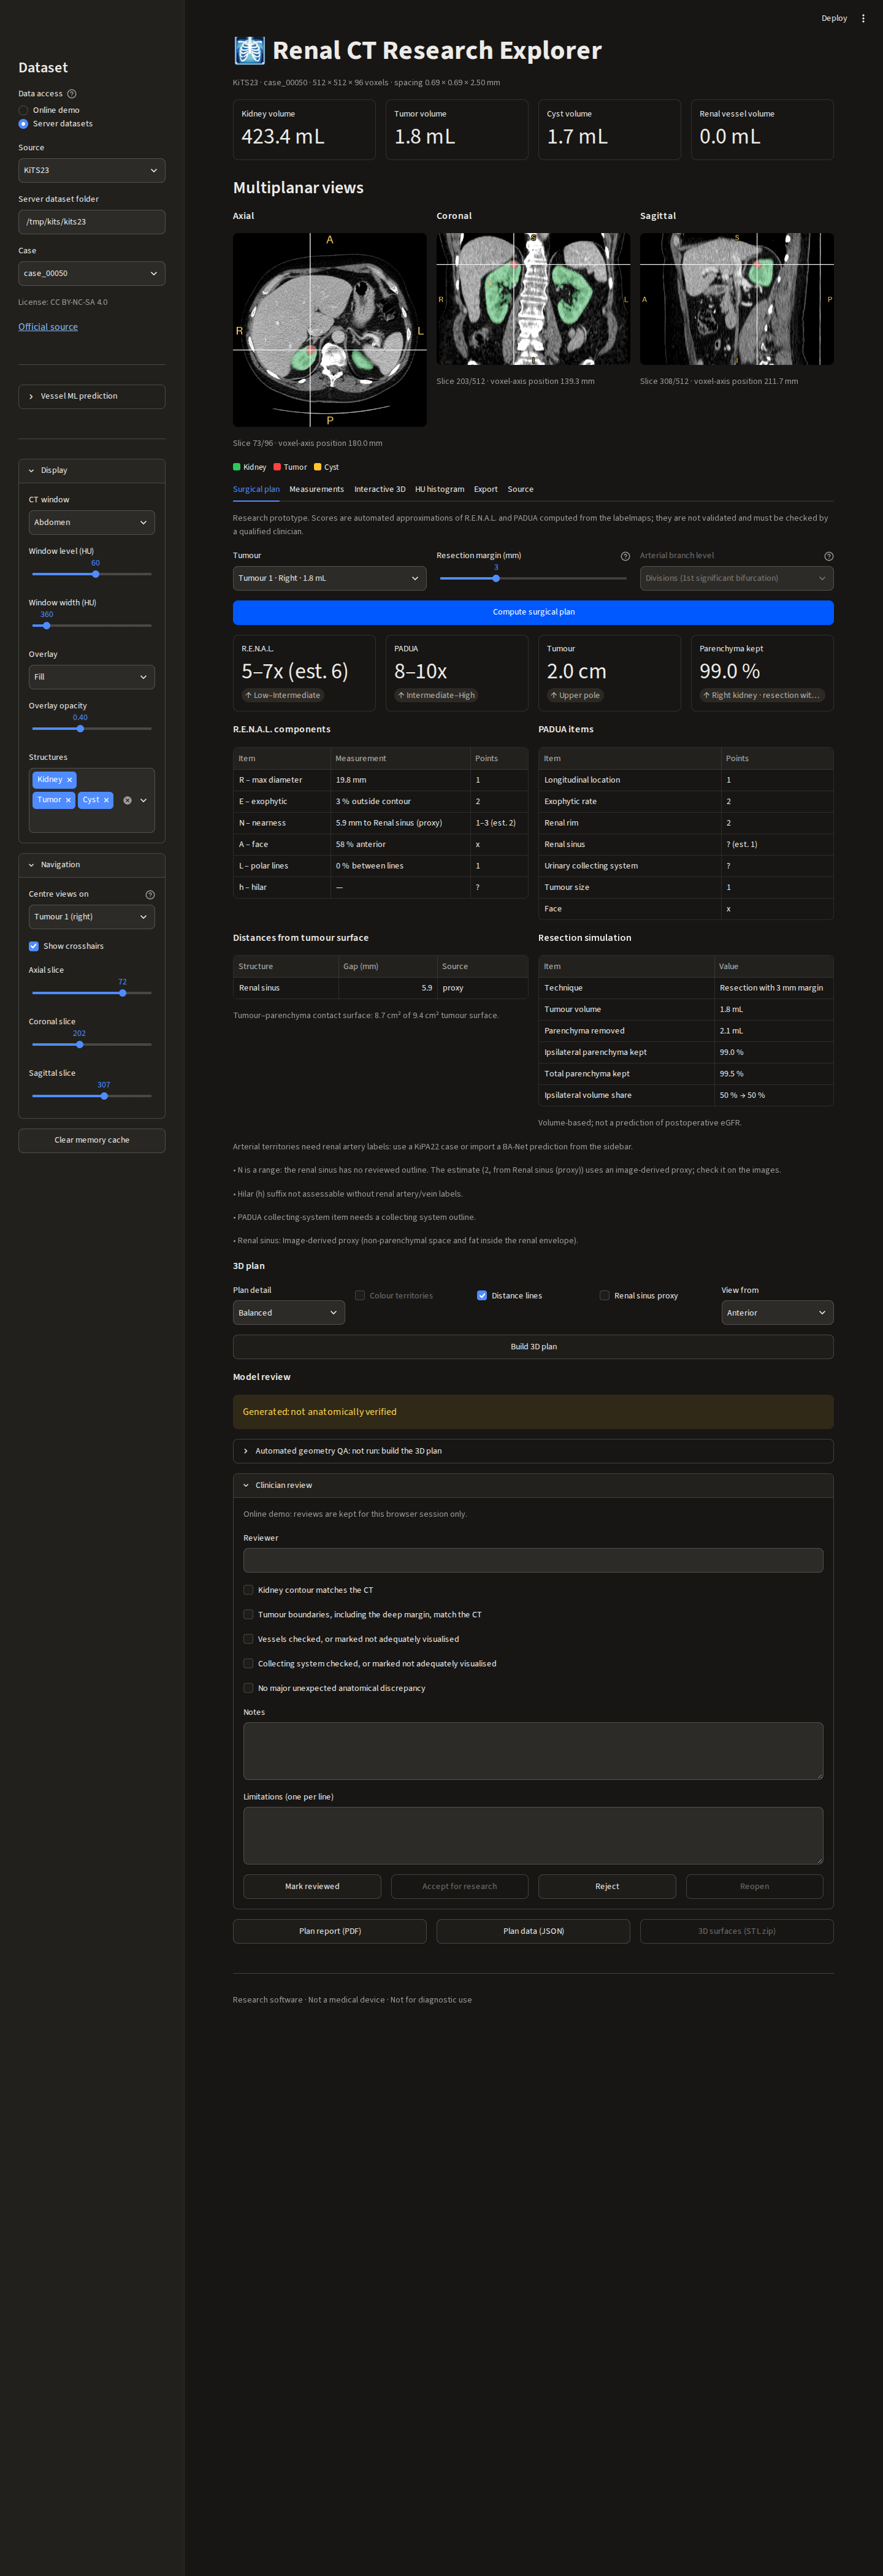 Deploy
Dataset
Data access
Online demo
Server datasets
Source
KiTS23
Server dataset folder
/tmp/kits/kits23
Case
case_00050
License: CC BY-NC-SA 4.0
Official source
Vessel ML prediction
Display
CT window
Abdomen
Window level (HU)
60
Window width (HU)
360
Overlay
Fill
Overlay opacity
0.40
Structures
Kidney
Tumor Cyst
Navigation
Centre views on
Tumour 1 (right)
Show crosshairs
Axial slice
72
Coronal slice
202
Sagittal slice
307
Clear memory cache
Renal CT Research Explorer
KiTS23 · case_00050 · 512 × 512 × 96 voxels · spacing 0.69 × 0.69 × 2.50 mm
Kidney volume
423.4 mL
Tumor volume
1.8 mL
Cyst volume
1.7 mL
Renal vessel volume
0.0 mL
Multiplanar views
Axial
A
R
L
P
Slice 73/96 · voxel-axis position 180.0 mm
Coronal
S
R
L
I
Slice 203/512 · voxel-axis position 139.3 mm
Sagittal
S
A
P
I
Slice 308/512 · voxel-axis position 211.7 mm
Kidney Tumor Cyst
Surgical plan Measurements Interactive 3D HU histogram Export Source
Research prototype. Scores are automated approximations of R.E.N.A.L. and PADUA computed from the labelmaps; they are not validated and must be checked by
a qualified clinician.
Tumour
Tumour 1 · Right · 1.8 mL
Resection margin (mm)
3
Arterial branch level
Divisions (1st significant bifurcation)
Compute surgical plan
R.E.N.A.L.
5–7x (est. 6)
↑ Low–Intermediate
PADUA
8–10x
↑ Intermediate–High
Tumour
2.0 cm
↑ Upper pole
Parenchyma kept
99.0 %
↑ Right kidney · resection wit...
R.E.N.A.L. components
Item Measurement Points
R – max diameter 19.8 mm 1
E – exophytic 3 % outside contour 2
N – nearness 5.9 mm to Renal sinus (proxy) 1–3 (est. 2)
A – face 58 % anterior x
L – polar lines 0 % between lines 1
h – hilar — ?
PADUA items
Item Points
Longitudinal location 1
Exophytic rate 2
Renal rim 2
Renal sinus ? (est. 1)
Urinary collecting system ?
Tumour size 1
Face x
Distances from tumour surface
Structure Gap (mm) Source
Renal sinus 5.9 proxy
Tumour–parenchyma contact surface: 8.7 cm² of 9.4 cm² tumour surface.
Resection simulation
Item Value
Technique Resection with 3 mm margin
Tumour volume 1.8 mL
Parenchyma removed 2.1 mL
Ipsilateral parenchyma kept 99.0 %
Total parenchyma kept 99.5 %
Ipsilateral volume share 50 % → 50 %
Volume-based; not a prediction of postoperative eGFR.
Arterial territories need renal artery labels: use a KiPA22 case or import a BA-Net prediction from the sidebar.
• N is a range: the renal sinus has no reviewed outline. The estimate (2, from Renal sinus (proxy)) uses an image-derived proxy; check it on the images.
• Hilar (h) suffix not assessable without renal artery/vein labels.
• PADUA collecting-system item needs a collecting system outline.
• Renal sinus: Image-derived proxy (non-parenchymal space and fat inside the renal envelope).
3D plan
Plan detail
Balanced
Colour territories
Distance lines
Renal sinus proxy
View from
Anterior
Build 3D plan
Model review
Generated: not anatomically verified
Automated geometry QA: not run: build the 3D plan
Clinician review
Online demo: reviews are kept for this browser session only.
Reviewer
Kidney contour matches the CT
Tumour boundaries, including the deep margin, match the CT
Vessels checked, or marked not adequately visualised
Collecting system checked, or marked not adequately visualised
No major unexpected anatomical discrepancy
Notes
Limitations (one per line)
Mark reviewed Accept for research Reject Reopen
Plan report (PDF) Plan data (JSON) 3D surfaces (STL zip)
Research software · Not a medical device · Not for diagnostic use